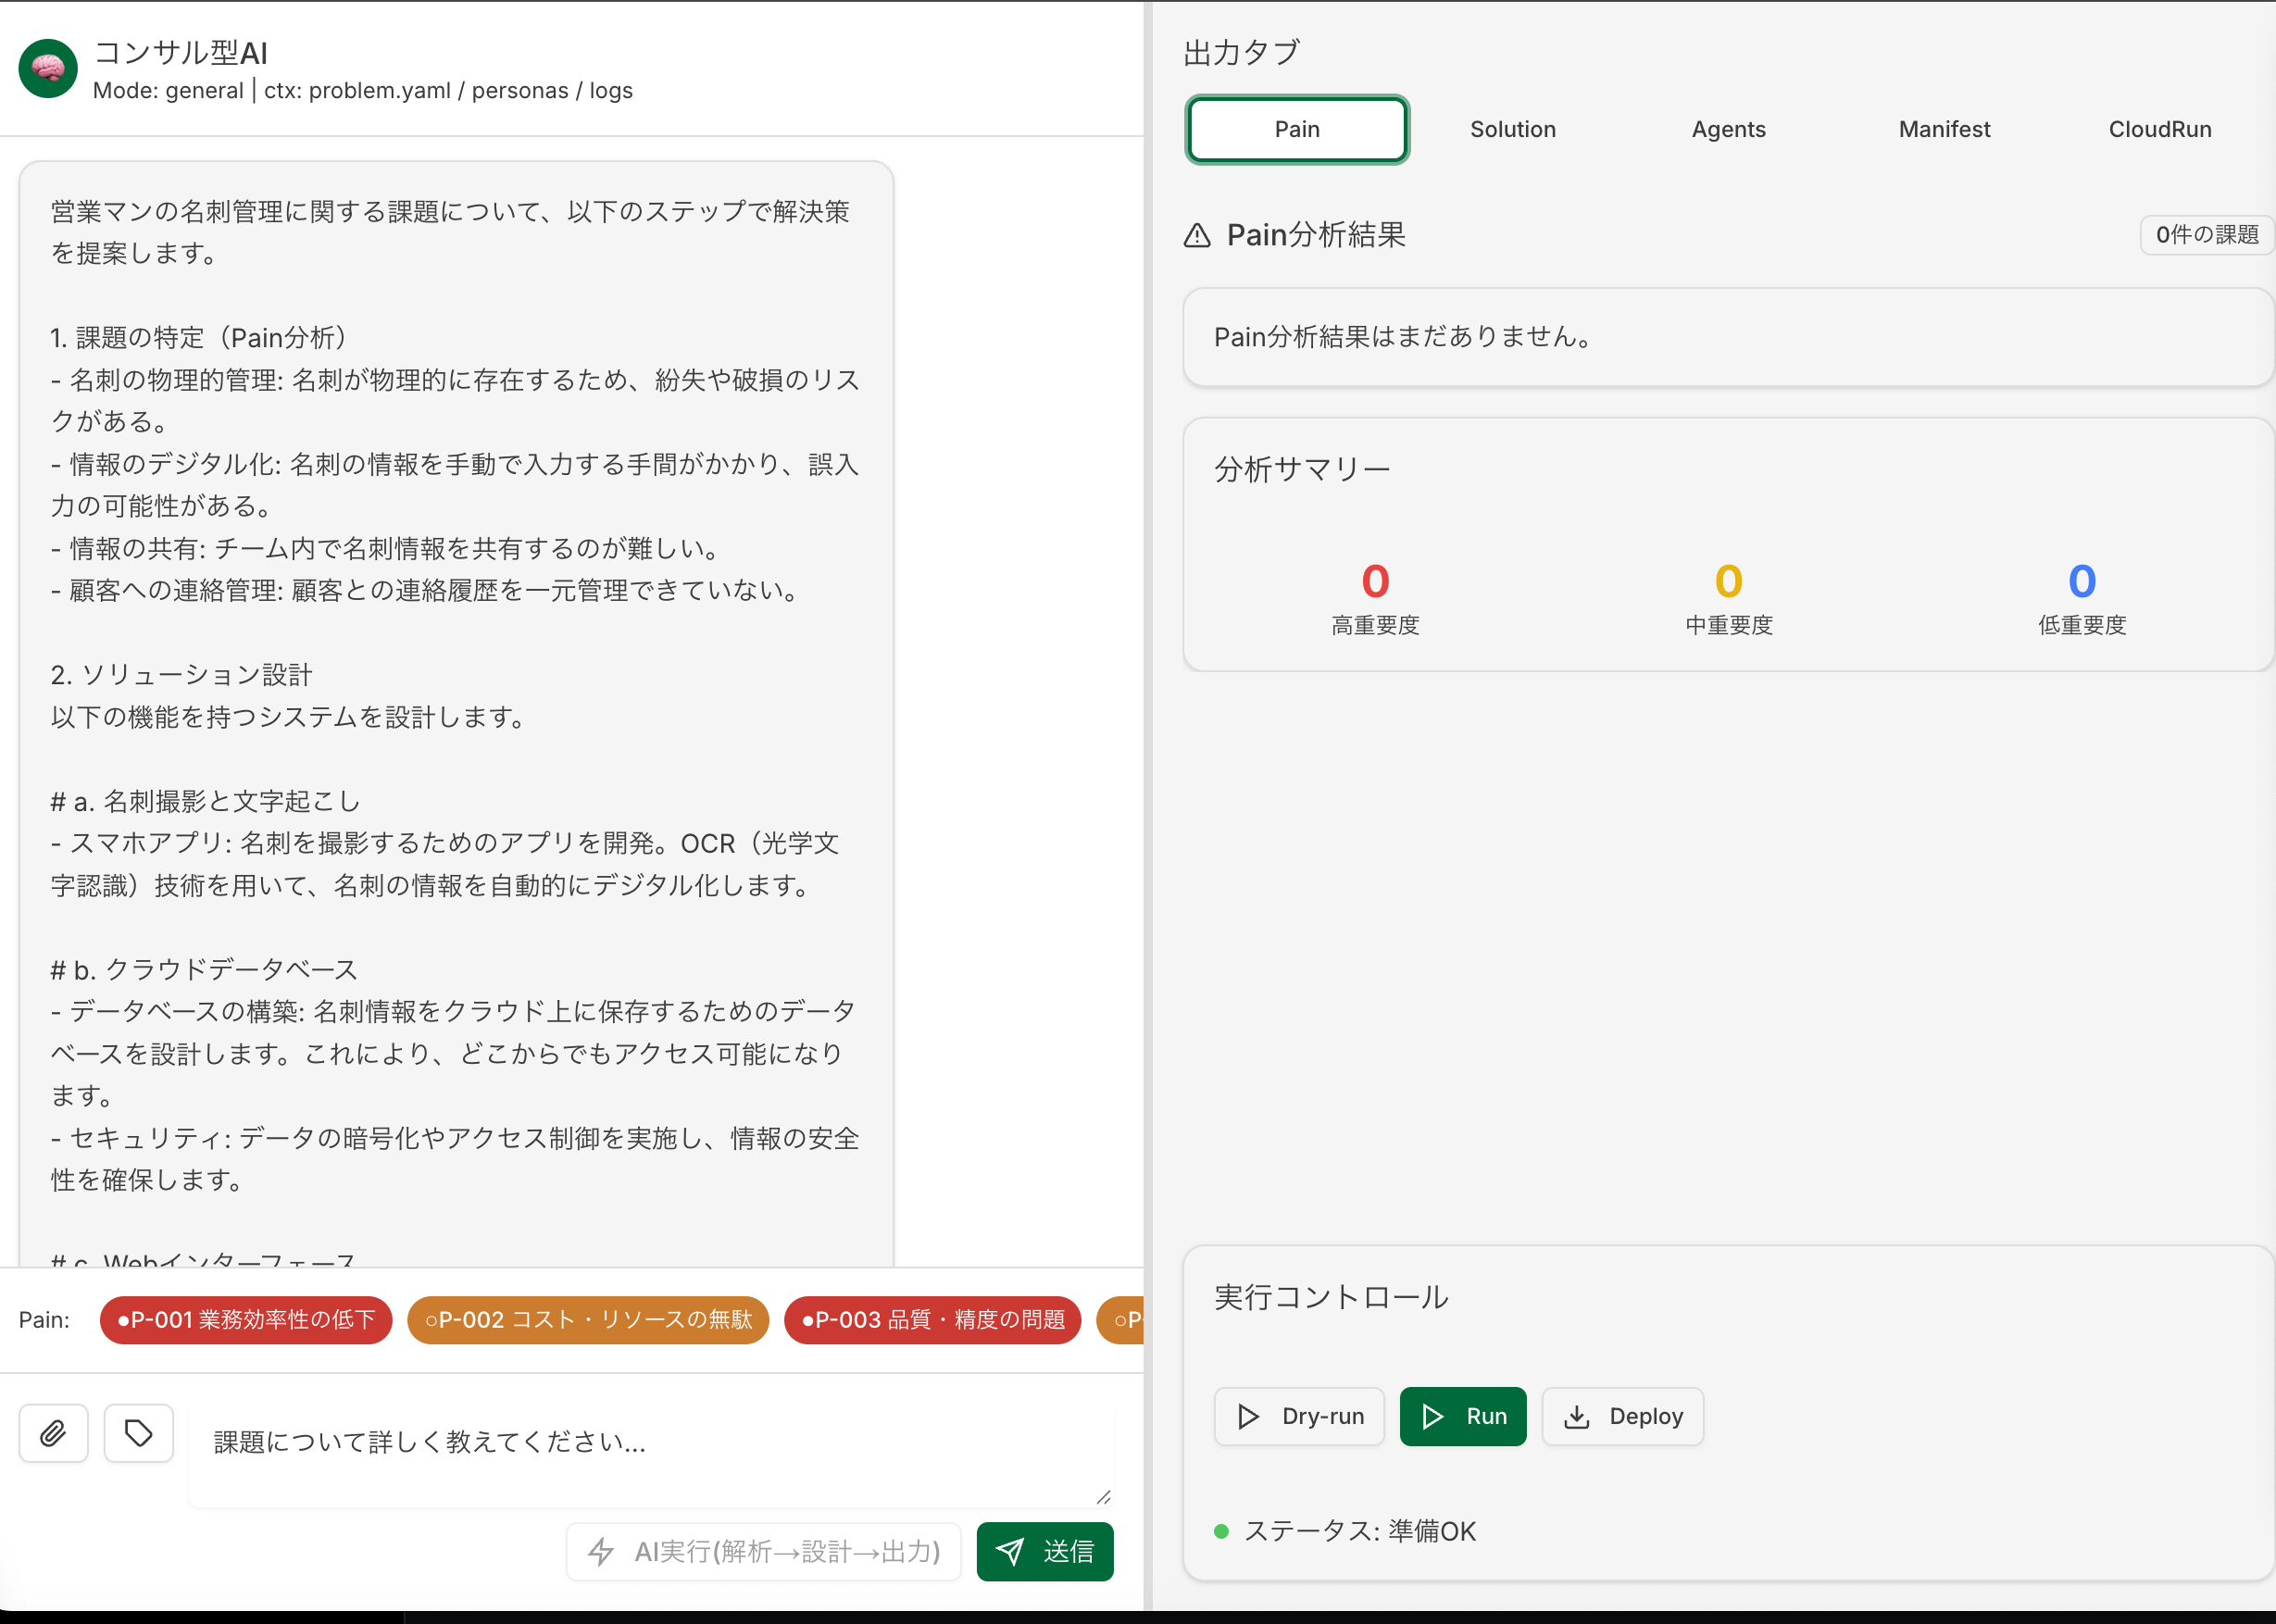 コンサル型AI
Mode: general | ctx: problem.yaml / personas / logs
営業マンの名刺管理に関する課題について、以下のステップで解決策
を提案します。
1. 課題の特定（Pain分析）
- 名刺の物理的管理: 名刺が物理的に存在するため、紛失や破損のリス
クがある。
- 情報のデジタル化: 名刺の情報を手動で入力する手間がかかり、誤入
力の可能性がある。
- 情報の共有: チーム内で名刺情報を共有するのが難しい。
- 顧客への連絡管理: 顧客との連絡履歴を一元管理できていない。
2. ソリューション設計
以下の機能を持つシステムを設計します。
# a. 名刺撮影と文字起こし
- スマホアプリ: 名刺を撮影するためのアプリを開発。OCR（光学文
字認識）技術を用いて、名刺の情報を自動的にデジタル化します。
# b. クラウドデータベース
- データベースの構築: 名刺情報をクラウド上に保存するためのデータ
ベースを設計します。これにより、どこからでもアクセス可能になり
ます。
- セキュリティ: データの暗号化やアクセス制御を実施し、情報の安全
性を確保します。
# c. Webインターフェース
Pain:
●P-001 業務効率性の低下
○P-002 コスト・リソースの無駄
●P-003 品質・精度の問題
○P-
課題について詳しく教えてください...
AI実行(解析→設計→出力)
送信
出力タブ
Pain
Solution
Agents
Manifest
CloudRun
Pain分析結果
0件の課題
Pain分析結果はまだありません。
分析サマリー
0
高重要度
0
中重要度
0
低重要度
実行コントロール
Dry-run
Run
Deploy
ステータス: 準備OK